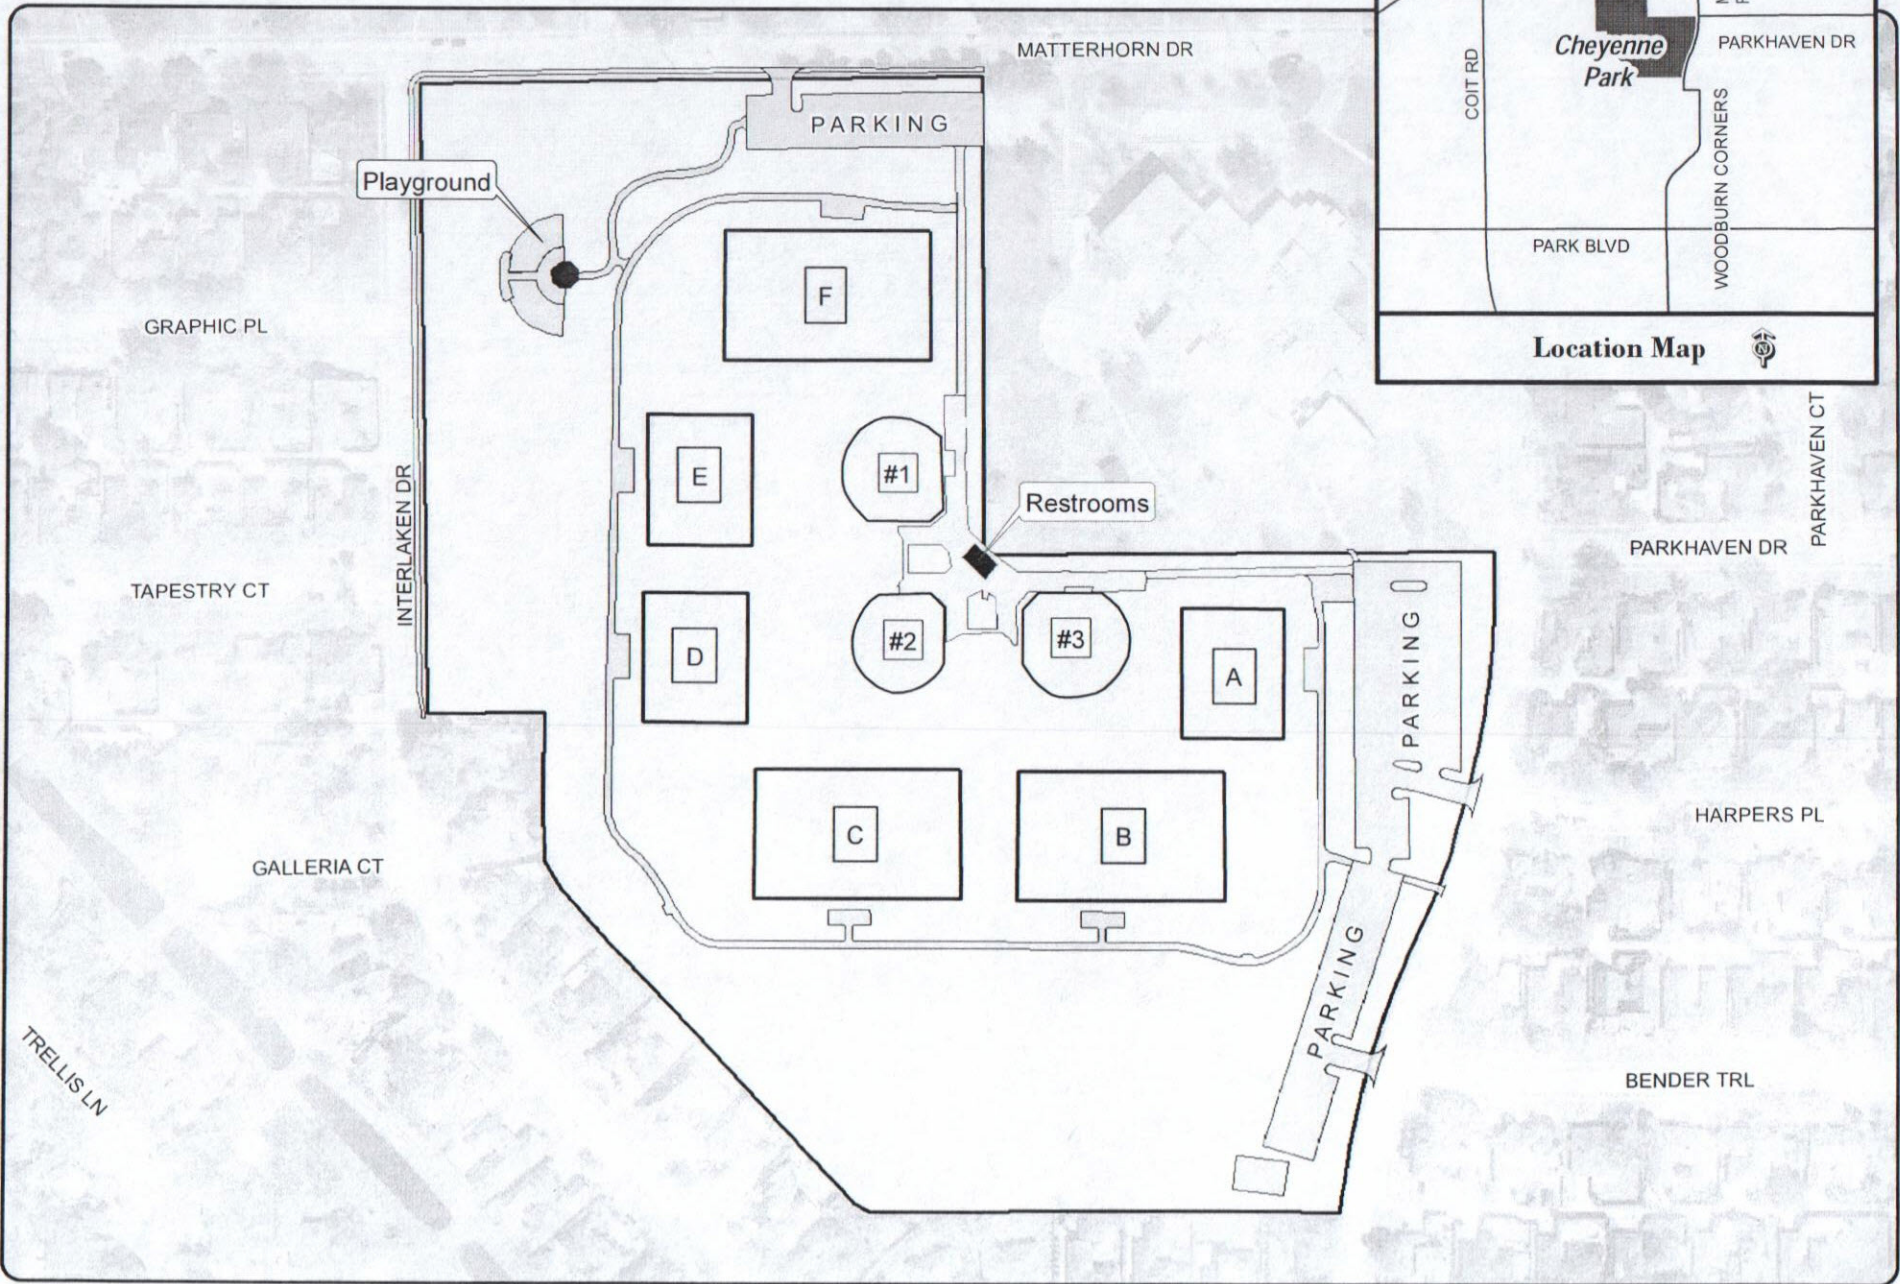 MATTERHORN DR
PARKING
Playground
GRAPHIC PL
F
E
#1
Restrooms
INTERLAKEN DR
TAPESTRY CT
D
#2
#3
A
PARKING
C
B
GALLERIA CT
PARKING
TRELLIS LN
Cheyenne
Park
PARKHAVEN DR
COIT RD
WOODBURN CORNERS
PARK BLVD
Location Map
N
PARKHAVEN CT
PARKHAVEN DR
HARPERS PL
BENDER TRL